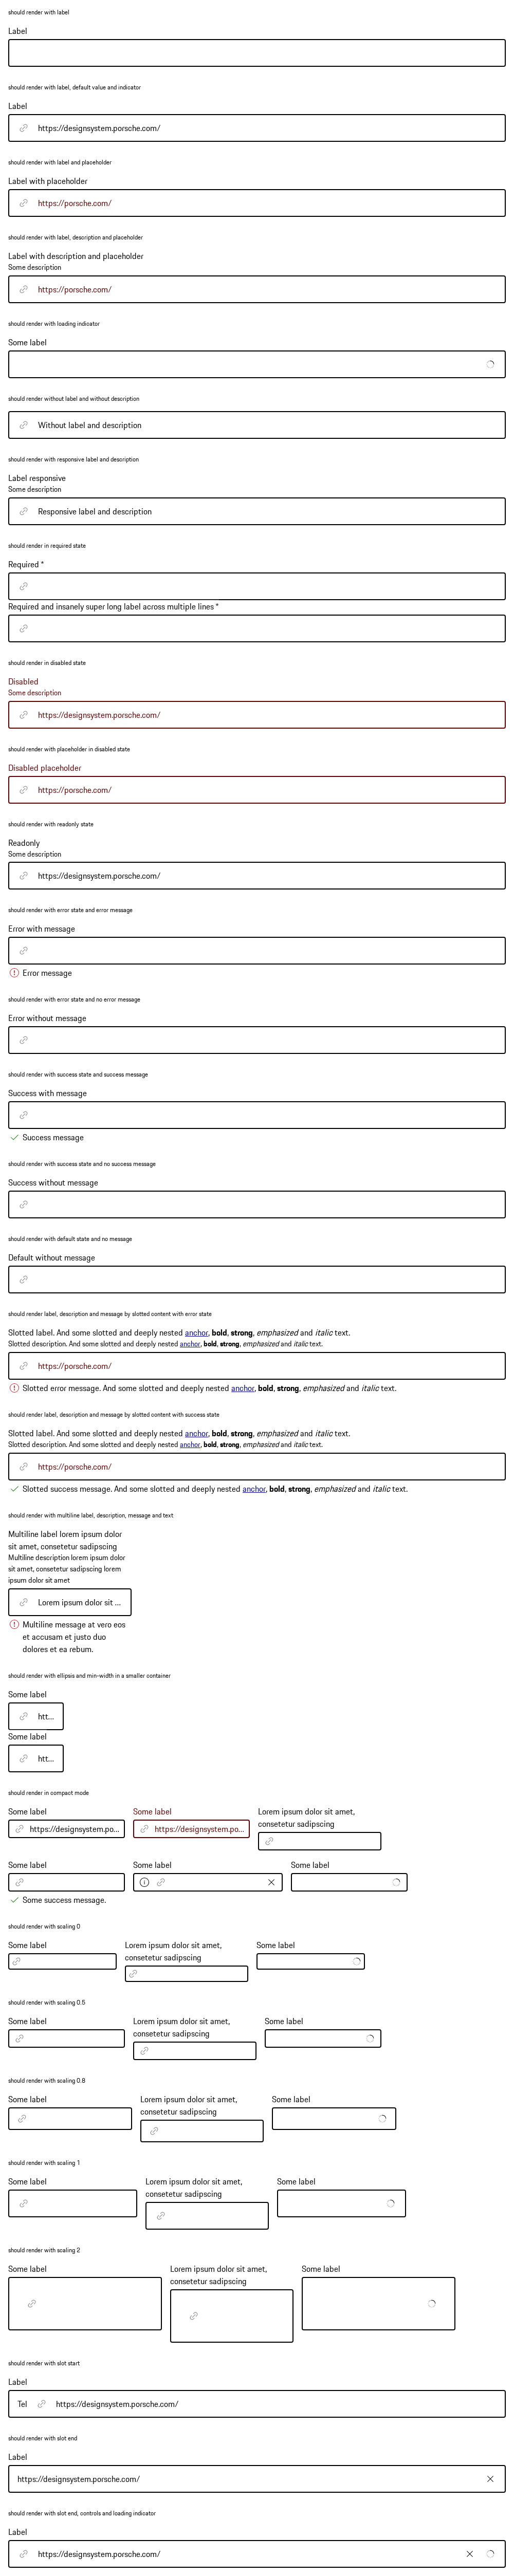 should render with label
Label
should render with label, default value and indicator
Label
https://designsystem.porsche.com/
should render with label and placeholder
Label with placeholder
https://porsche.com/
should render with label, description and placeholder
Label with description and placeholder
Some description
https://porsche.com/
should render with loading indicator
Some label
should render without label and without description
Without label and description
should render with responsive label and description
Label responsive
Some description
Responsive label and description
should render in required state
Required *
Required and insanely super long label across multiple lines *
should render in disabled state
Disabled
Some description
https://designsystem.porsche.com/
should render with placeholder in disabled state
Disabled placeholder
https://porsche.com/
should render with readonly state
Readonly
Some description
https://designsystem.porsche.com/
should render with error state and error message
Error with message
Error message
should render with error state and no error message
Error without message
should render with success state and success message
Success with message
Success message
should render with success state and no success message
Success without message
should render with default state and no message
Default without message
should render label, description and message by slotted content with error state
Slotted label. And some slotted and deeply nested anchor, bold, strong, emphasized and italic text.
Slotted description. And some slotted and deeply nested anchor, bold, strong, emphasized and italic text.
https://porsche.com/
Slotted error message. And some slotted and deeply nested anchor, bold, strong, emphasized and italic text.
should render label, description and message by slotted content with success state
Slotted label. And some slotted and deeply nested anchor, bold, strong, emphasized and italic text.
Slotted description. And some slotted and deeply nested anchor, bold, strong, emphasized and italic text.
https://porsche.com/
Slotted success message. And some slotted and deeply nested anchor, bold, strong, emphasized and italic text.
should render with multiline label, description, message and text
Multiline label lorem ipsum dolor
sit amet, consetetur sadipscing
Multiline description lorem ipsum dolor
sit amet, consetetur sadipscing lorem
ipsum dolor sit amet
Lorem ipsum dolor sit ...
Multiline message at vero eos
et accusam et justo duo
dolores et ea rebum.
should render with ellipsis and min-width in a smaller container
Some label
htt...
Some label
htt...
should render in compact mode
Some label
https://designsystem.po...
Some label
https://designsystem.po...
Lorem ipsum dolor sit amet,
consetetur sadipscing
Some label
Some success message.
Some label
Some label
should render with scaling 0
Some label
Lorem ipsum dolor sit amet,
consetetur sadipscing
Some label
should render with scaling 0.5
Some label
Lorem ipsum dolor sit amet,
consetetur sadipscing
Some label
should render with scaling 0.8
Some label
Lorem ipsum dolor sit amet,
consetetur sadipscing
Some label
should render with scaling 1
Some label
Lorem ipsum dolor sit amet,
consetetur sadipscing
Some label
should render with scaling 2
Some label
Lorem ipsum dolor sit amet,
consetetur sadipscing
Some label
should render with slot start
Label
Tel https://designsystem.porsche.com/
should render with slot end
Label
https://designsystem.porsche.com/
should render with slot end, controls and loading indicator
Label
https://designsystem.porsche.com/